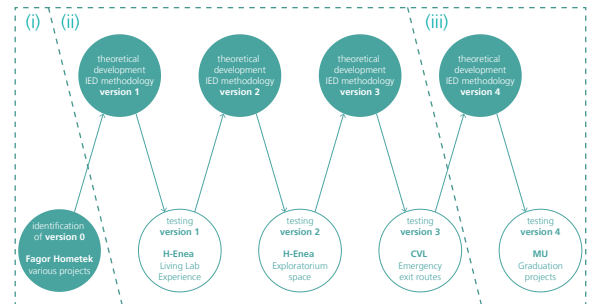 (i)
(ii)
(iii)
theoretical
development
IED methodology
version 1
theoretical
development
IED methodology
version 2
theoretical
development
IED methodology
version 3
theoretical
development
IED methodology
version 4
identification
of version 0
Fagor Hometek
various projects
testing
version 1
H-Enea
Living Lab
Experience
testing
version 2
H-Enea
Exploratorium
space
testing
version 3
CVL
Emergency
exit routes
testing
version 4
MU
Graduation
projects